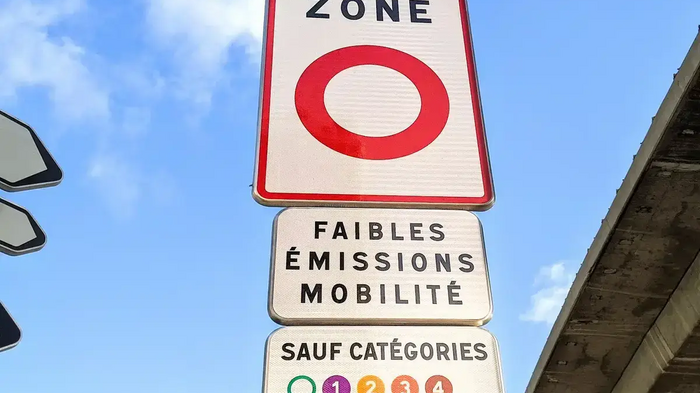 ZONE
FAIBLES
ÉMISSIONS
MOBILITÉ
SAUF CATÉGORIES
1 2 3 4